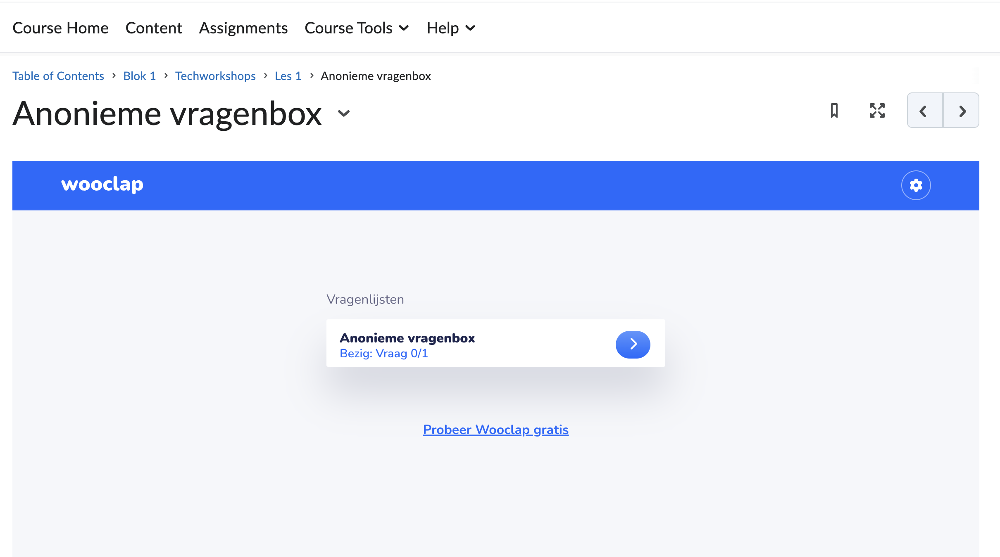 Course Home Content Assignments Course Tools Help
Table of Contents › Blok 1 › Techworkshops › Les 1 › Anonieme vragenbox
Anonieme vragenbox
wooclap
Vragenlijsten
Anonieme vragenbox
Bezig: Vraag 0/1
Probeer Wooclap gratis